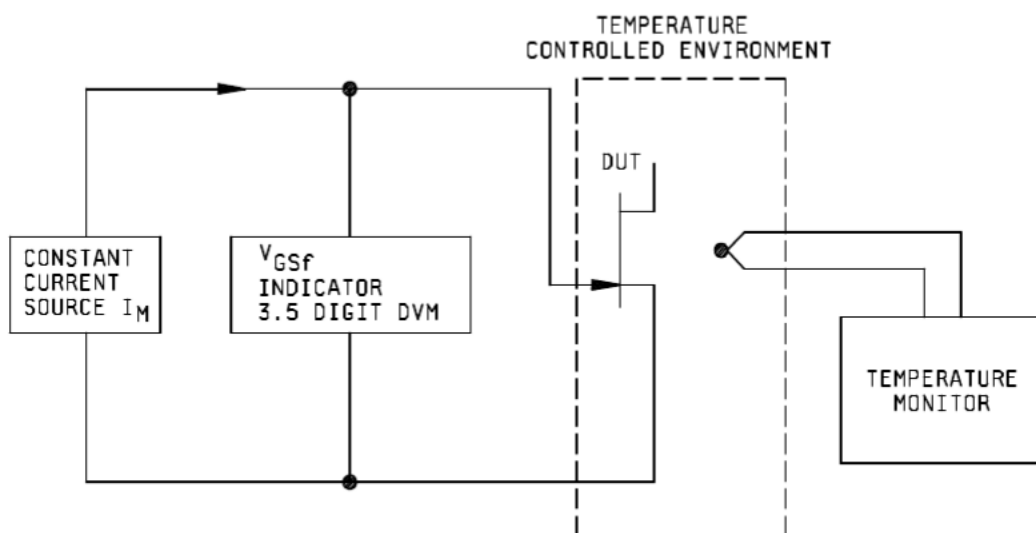 TEMPERATURE
CONTROLLED ENVIRONMENT
DUT
CONSTANT
CURRENT
SOURCE IM
VGSf
INDICATOR
3.5 DIGIT DVM
TEMPERATURE
MONITOR